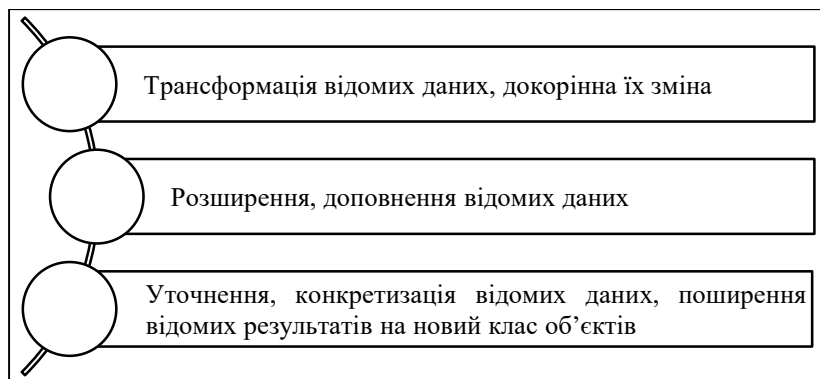 Трансформація відомих даних, докорінна їх зміна
Розширення, доповнення відомих даних
Уточнення, конкретизація відомих даних, поширення
відомих результатів на новий клас об’єктів